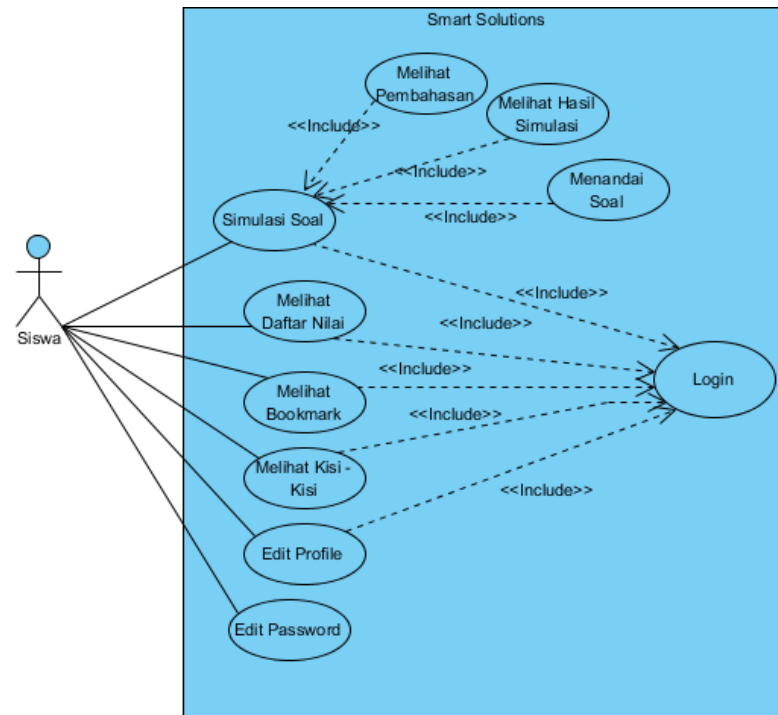 Smart Solutions
Melihat
Pembahasan
<<Include>>
Melihat Hasil
Simulasi
<<Include>>
Menandai
Soal
<<Include>>
Simulasi Soal
<<Include>>
Siswa
Melihat
Daftar Nilai
<<Include>>
Melihat
Bookmark
<<Include>>
Login
Melihat Kisi -
Kisi
<<Include>>
<<Include>>
Edit Profile
Edit Password